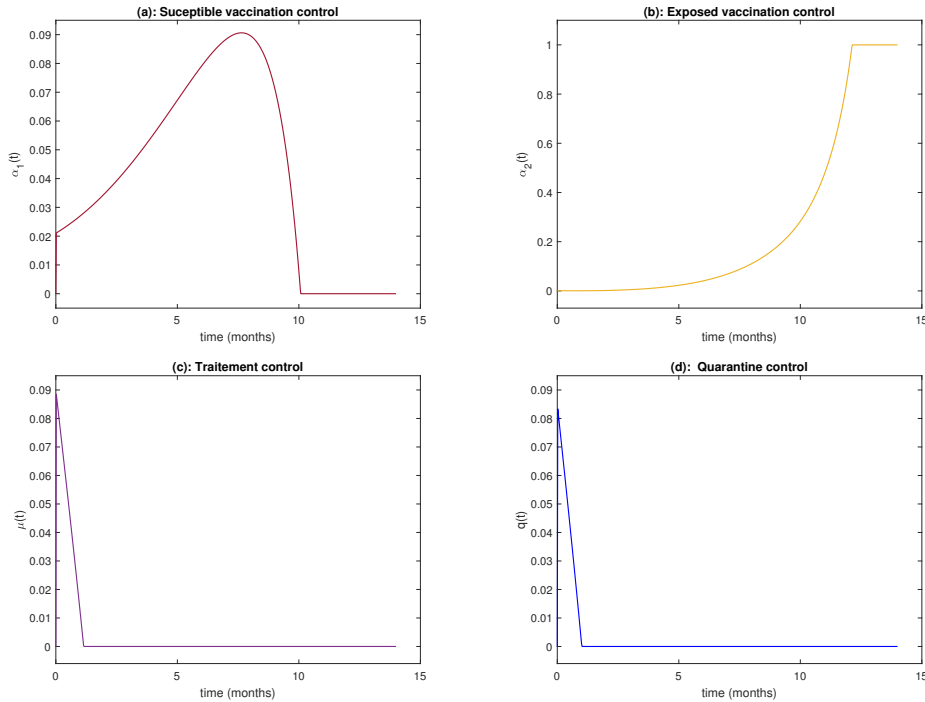 (a): Suceptible vaccination control
0.09
0.08
0.07
0.06
0.05
0.04
0.03
0.02
0.01
0
α1(t)
0 5 10 15
time (months)
(b): Exposed vaccination control
1
0.8
0.6
0.4
0.2
0
α2(t)
0 5 10 15
time (months)
(c): Traitement control
0.09
0.08
0.07
0.06
0.05
0.04
0.03
0.02
0.01
0
μ(t)
0 5 10 15
time (months)
(d): Quarantine control
0.09
0.08
0.07
0.06
0.05
0.04
0.03
0.02
0.01
0
q(t)
0 5 10 15
time (months)